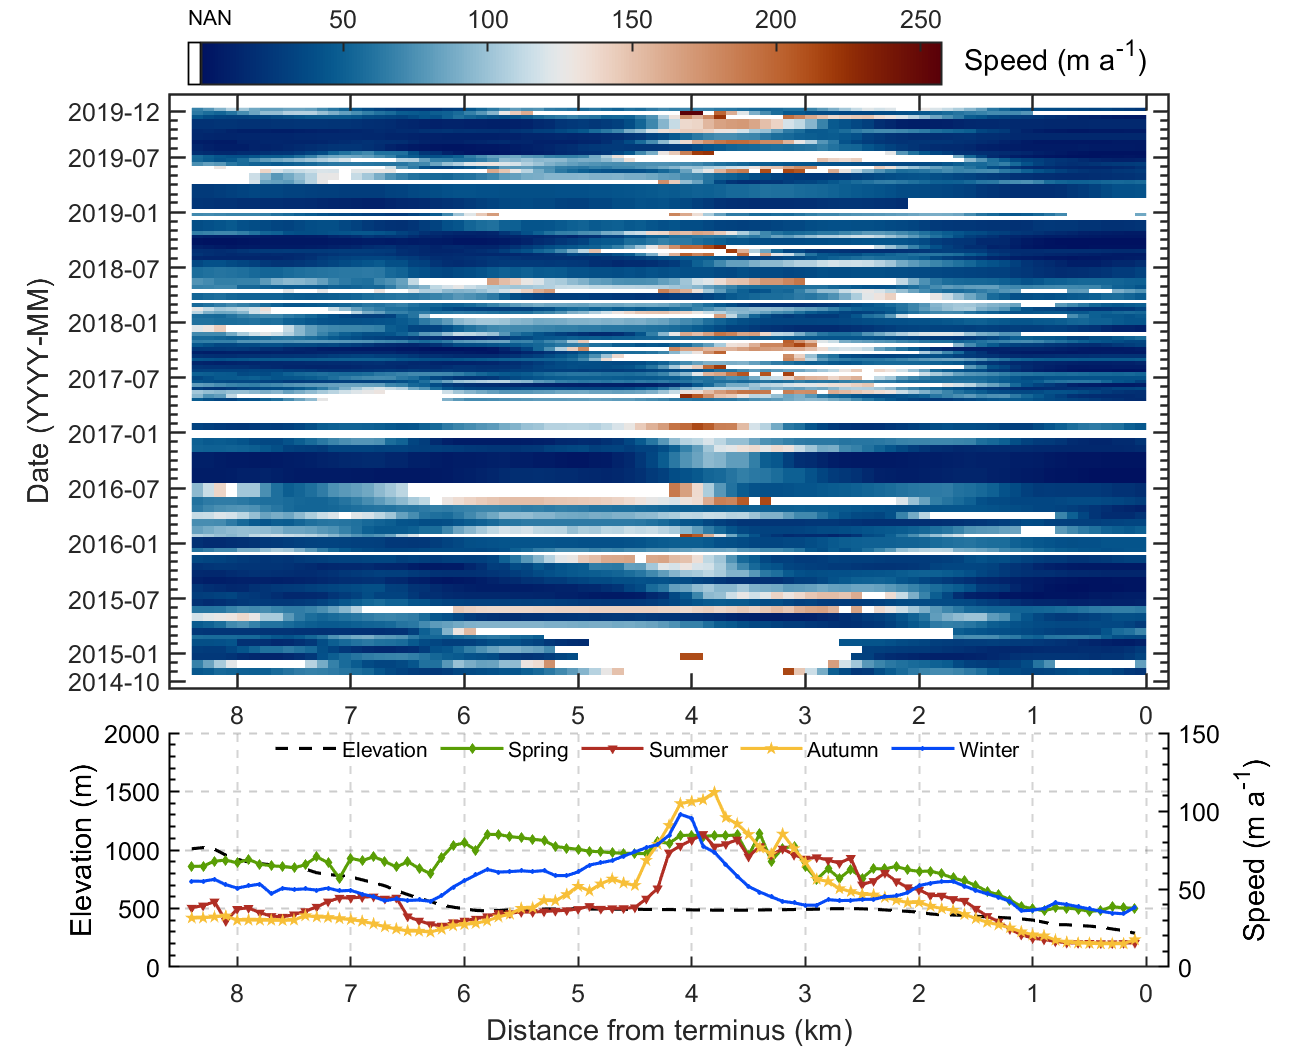 NAN 50 100 150 200 250
Speed (m a-1)
Date (YYYY-MM)
2019-12
2019-07
2019-01
2018-07
2018-01
2017-07
2017-01
2016-07
2016-01
2015-07
2015-01
2014-10
8 7 6 5 4 3 2 1 0
Elevation (m)
2000
1500
1000
500
0
Elevation Spring Summer Autumn Winter
150
100
50
0
Speed (m a-1)
8 7 6 5 4 3 2 1 0
Distance from terminus (km)